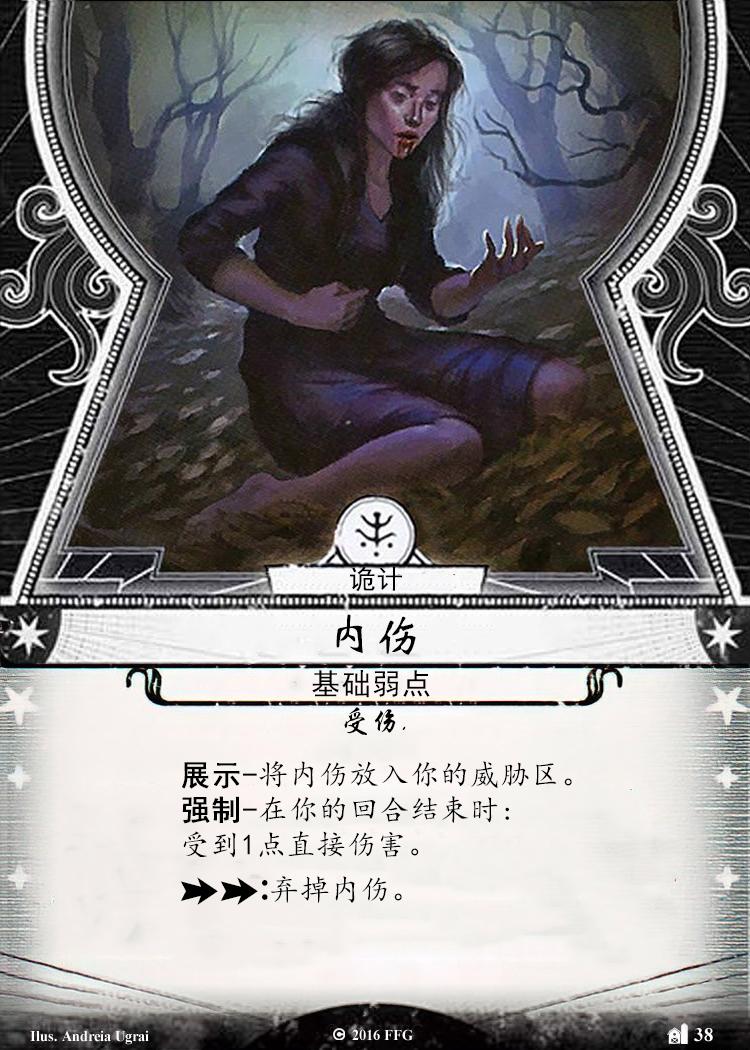 诡计
内伤
基础弱点
受伤.
展示-将内伤放入你的威胁区。
强制-在你的回合结束时:
受到1点直接伤害。
:弃掉内伤。
Ilus. Andreia Ugrai
© 2016 FFG
38